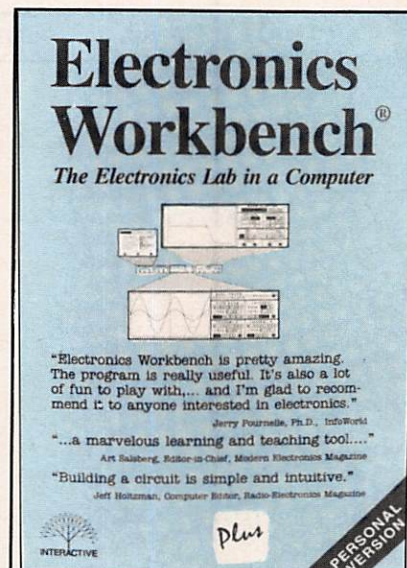 Electronics
Workbench®
The Electronics Lab in a Computer
“Electronics Workbench is pretty amazing.
The program is really useful. It's also a lot
of fun to play with,... and I'm glad to recom-
mend it to anyone interested in electronics.”
Jerry Pournelle, Ph.D., InfoWorld
“...a marvelous learning and teaching tool....”
Art Salsberg, Editor-in-Chief, Modern Electronics Magazine
“Building a circuit is simple and intuitive.”
Jeff Holtzman, Computer Editor, Radio-Electronics Magazine
INTERACTIVE
Plus
PERSONAL
VERSION